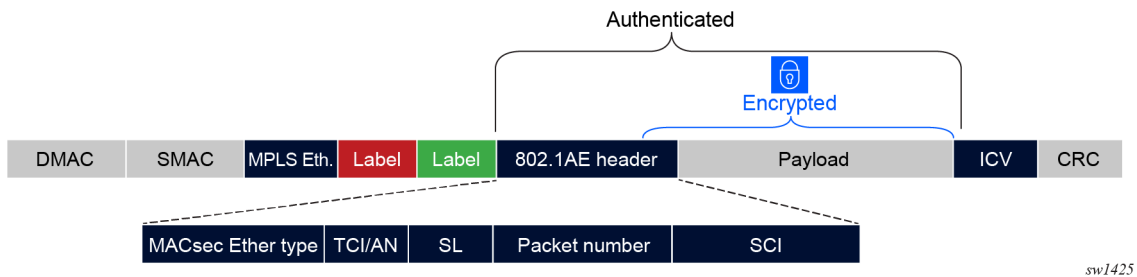 Authenticated
Encrypted
DMAC SMAC MPLS Eth. Label Label 802.1AE header Payload ICV CRC
MACsec Ether type TCI/AN SL Packet number SCI
sw1425